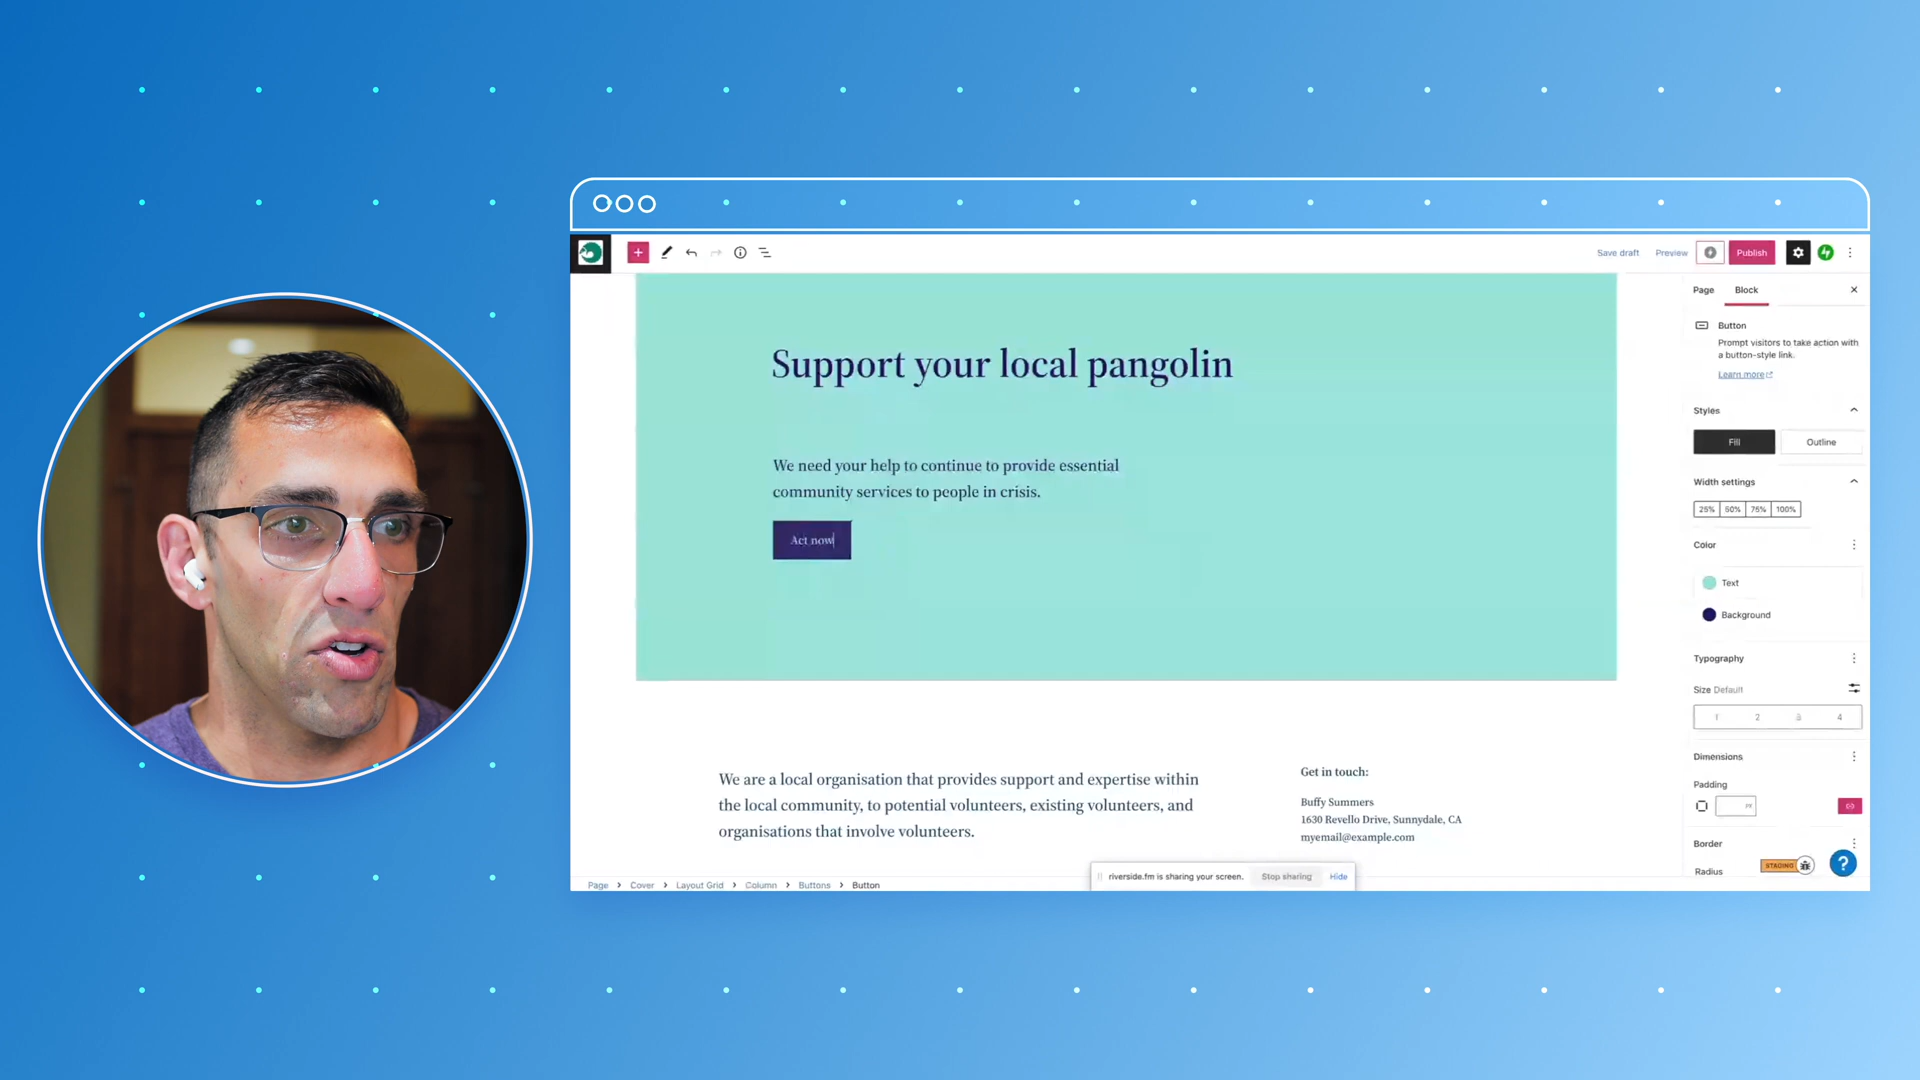 Save draft
Preview
Publish
Page
Block
Support your local pangolin
We need your help to continue to provide essential
community services to people in crisis.
Act now
We are a local organisation that provides support and expertise within
the local community, to potential volunteers, existing volunteers, and
organisations that involve volunteers.
Get in touch:
Buffy Summers
1630 Revello Drive, Sunnydale, CA
myemail@example.com
Button
Prompt visitors to take action with
a button-style link.
Learn more
Styles
Fill
Outline
Width settings
25% 50% 75% 100%
Color
Text
Background
Typography
Size Default
1 2 3 4
Dimensions
Padding
PX
Border
Radius
STAGING
?
riverside.fm is sharing your screen.
Stop sharing
Hide
Page > Cover > Layout Grid > Column > Buttons > Button